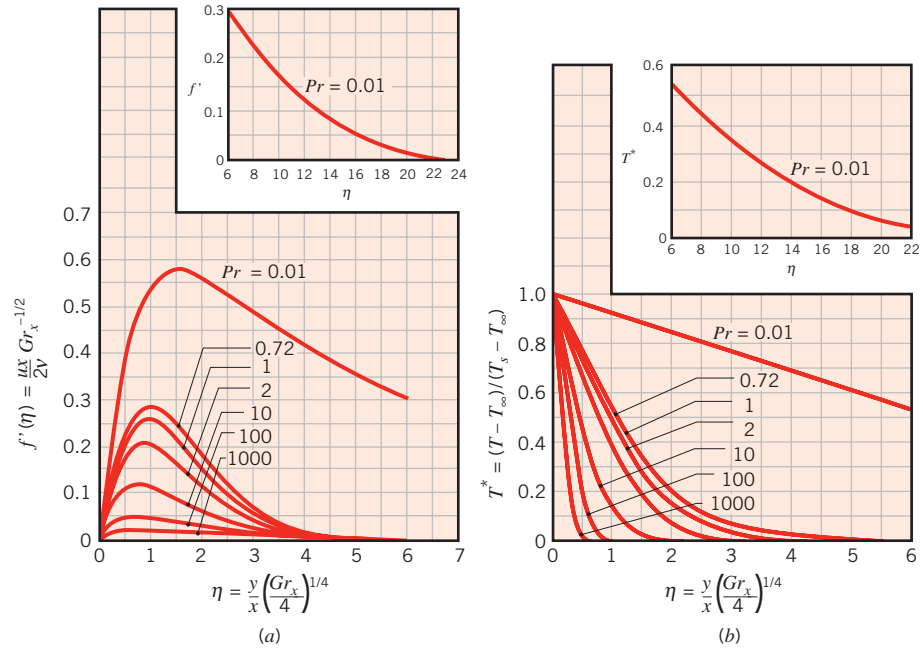 0.3
0.2
0.1
0
f'
Pr = 0.01
6 8 10 12 14 16 18 20 22 24
η
0.7
0.6
0.5
0.4
0.3
0.2
0.1
0
f'(η) = ux/2ν Gr_x^{-1/2}
Pr = 0.01
0.72
1
2
10
100
1000
0 1 2 3 4 5 6 7
η = y/x (Gr_x/4)^{1/4}
(a)
0.6
0.4
0.2
0
T*
Pr = 0.01
6 8 10 12 14 16 18 20 22
η
1.0
0.8
0.6
0.4
0.2
0
T* = (T – T∞)/(T_s – T∞)
Pr = 0.01
0.72
1
2
10
100
1000
0 1 2 3 4 5 6
η = y/x (Gr_x/4)^{1/4}
(b)